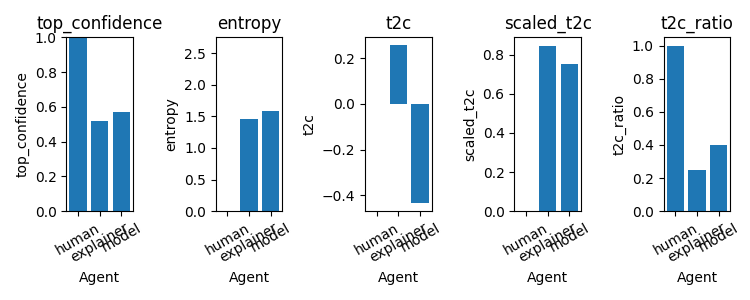 top_confidence
top_confidence
1.0
0.8
0.6
0.4
0.2
0.0
human
explainer
model
Agent
entropy
entropy
2.5
2.0
1.5
1.0
0.5
0.0
human
explainer
model
Agent
t2c
t2c
0.2
0.0
−0.2
−0.4
human
explainer
model
Agent
scaled_t2c
scaled_t2c
0.8
0.6
0.4
0.2
0.0
human
explainer
model
Agent
t2c_ratio
t2c_ratio
1.0
0.8
0.6
0.4
0.2
0.0
human
explainer
model
Agent